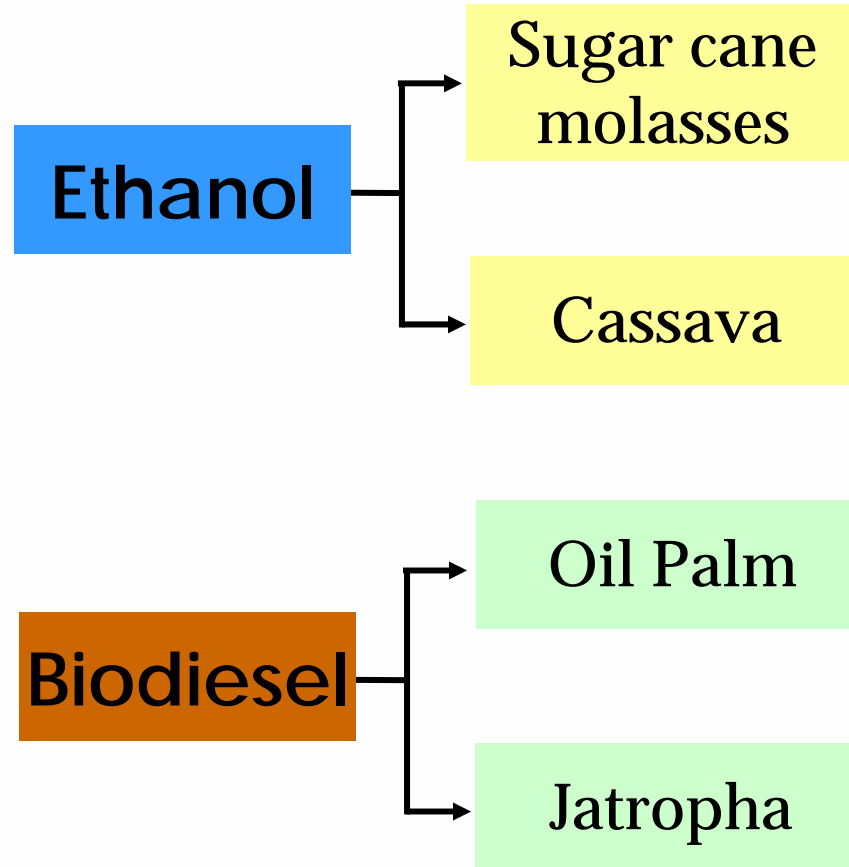 Ethanol
Sugar cane
molasses
Cassava
Biodiesel
Oil Palm
Jatropha